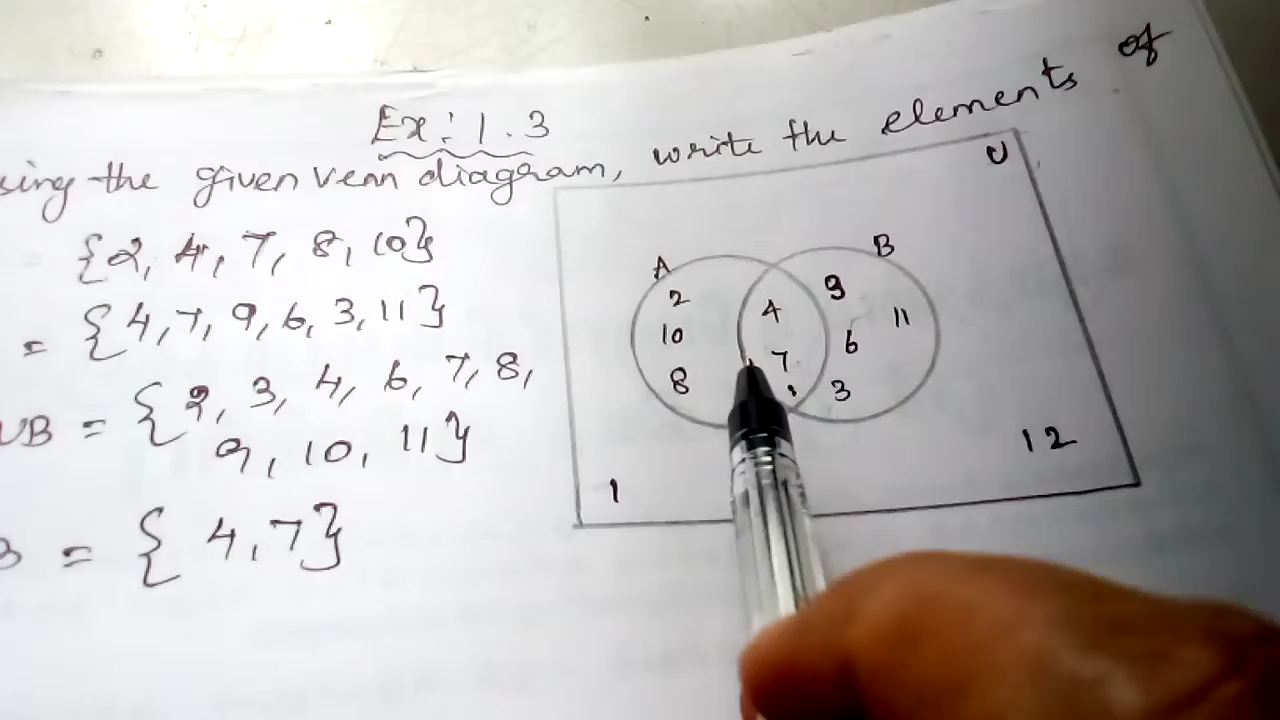 Ex: 1.3
sing the given venn diagram, write the elements of
{2, 4, 7, 8, 10}
= {4, 7, 9, 6, 3, 11}
UB = {2, 3, 4, 6, 7, 8,
9, 10, 11}
B = {4, 7}
U
A
B
2
10
8
4
7
9
11
6
3
1
12